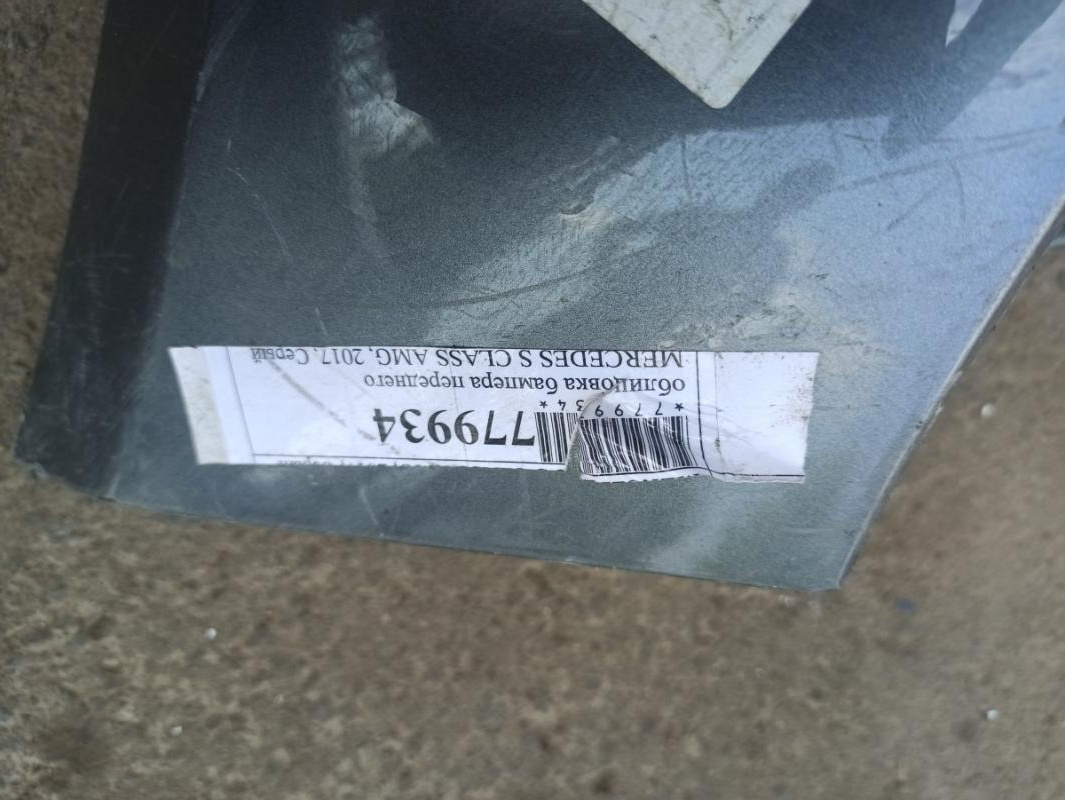 779934
*779934*
облицовка бампера переднего
MERCEDES S CLASS AMG, 2017, Серый